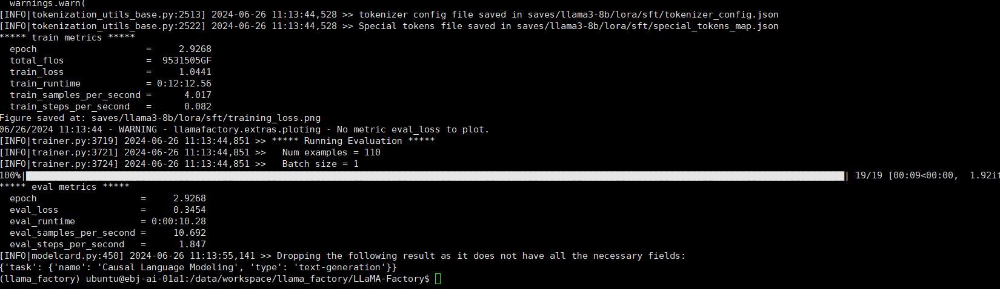 warnings.warn(
[INFO|tokenization_utils_base.py:2513] 2024-06-26 11:13:44,528 >> tokenizer config file saved in saves/llama3-8b/lora/sft/tokenizer_config.json
[INFO|tokenization_utils_base.py:2522] 2024-06-26 11:13:44,528 >> Special tokens file saved in saves/llama3-8b/lora/sft/special_tokens_map.json
***** train metrics *****
  epoch                    =     2.9268
  total_flos               =  9531505GF
  train_loss               =     1.0441
  train_runtime            = 0:12:12.56
  train_samples_per_second =      4.017
  train_steps_per_second   =      0.082
Figure saved at: saves/llama3-8b/lora/sft/training_loss.png
06/26/2024 11:13:44 - WARNING - llamafactory.extras.ploting - No metric eval_loss to plot.
[INFO|trainer.py:3719] 2024-06-26 11:13:44,851 >> ***** Running Evaluation *****
[INFO|trainer.py:3721] 2024-06-26 11:13:44,851 >>   Num examples = 110
[INFO|trainer.py:3724] 2024-06-26 11:13:44,851 >>   Batch size = 1
100%| | 19/19 [00:09<00:00,  1.92it
***** eval metrics *****
  epoch                   =     2.9268
  eval_loss               =     0.3454
  eval_runtime            = 0:00:10.28
  eval_samples_per_second =     10.692
  eval_steps_per_second   =      1.847
[INFO|modelcard.py:450] 2024-06-26 11:13:55,141 >> Dropping the following result as it does not have all the necessary fields:
{'task': {'name': 'Causal Language Modeling', 'type': 'text-generation'}}
(llama_factory) ubuntu@ebj-ai-01a1:/data/workspace/llama_factory/LLaMA-Factory$